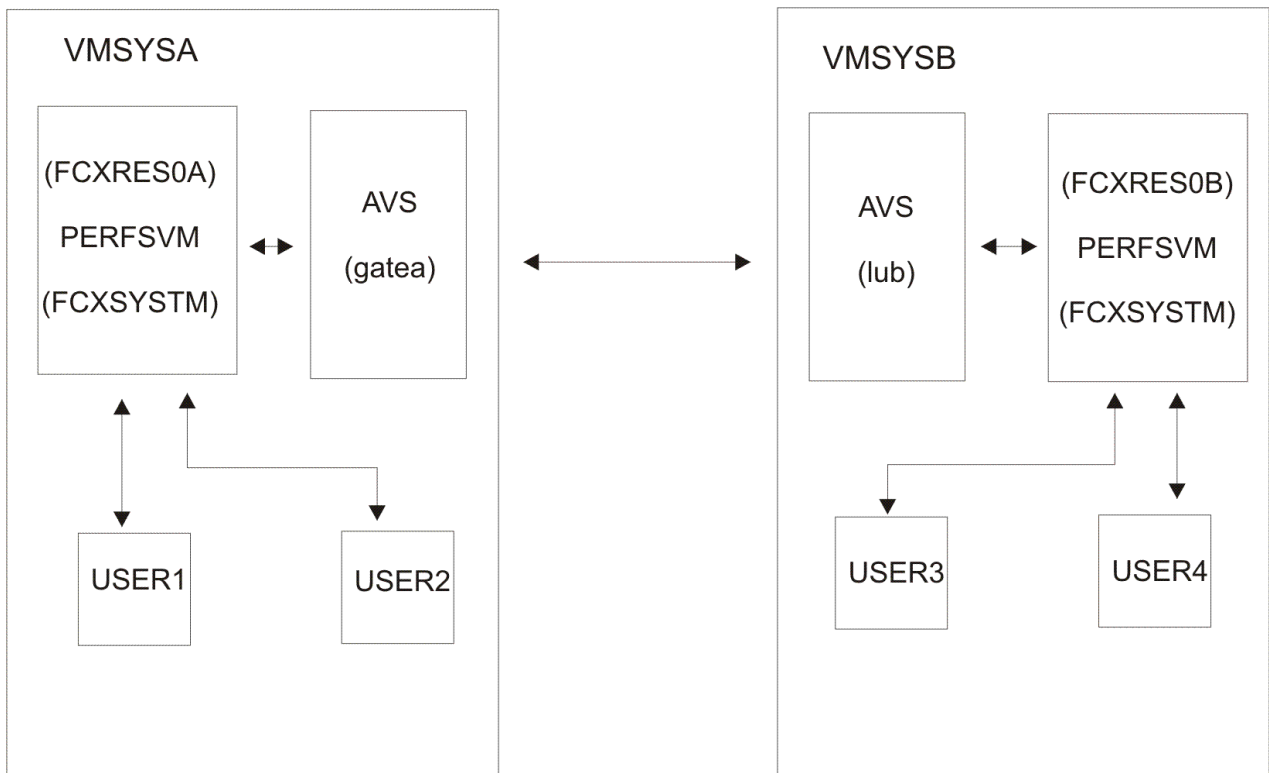 VMSYSA
(FCXRES0A)
PERFSVM
(FCXSYSTM)
AVS
(gatea)
USER1
USER2
VMSYSB
AVS
(lub)
(FCXRES0B)
PERFSVM
(FCXSYSTM)
USER3
USER4